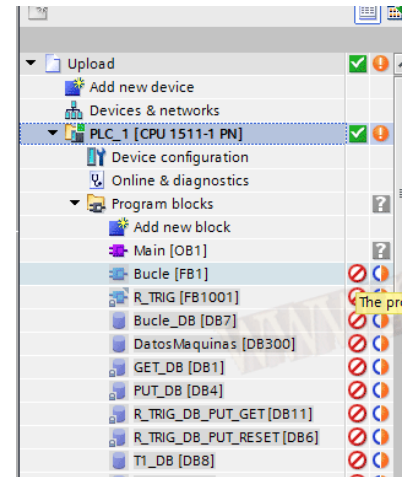 Upload
Add new device
Devices & networks
PLC_1 [CPU 1511-1 PN]
Device configuration
Online & diagnostics
Program blocks
Add new block
Main [OB1]
Bucle [FB1]
R_TRIG [FB1001]
The pr
Bucle_DB [DB7]
DatosMaquinas [DB300]
GET_DB [DB1]
PUT_DB [DB4]
R_TRIG_DB_PUT_GET [DB11]
R_TRIG_DB_PUT_RESET [DB6]
T1_DB [DB8]